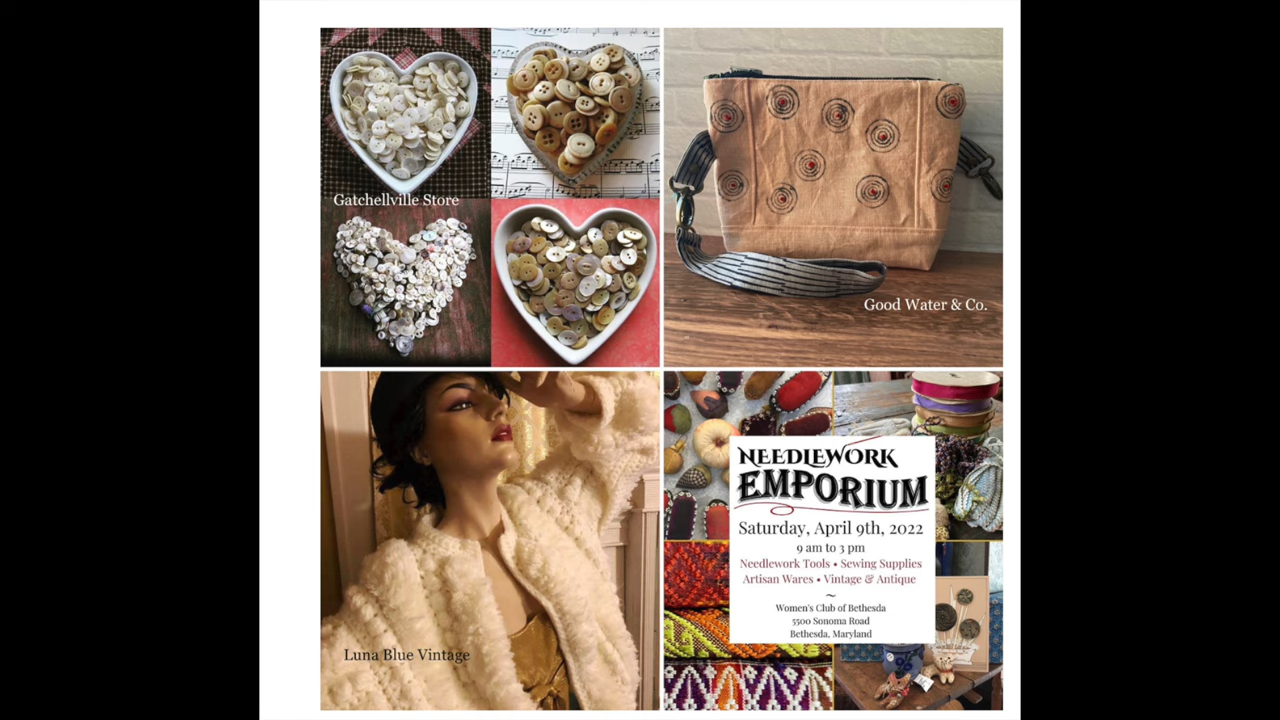 Gatchellville Store
Good Water & Co.
Luna Blue Vintage
NEEDLEWORK
EMPORIUM
Saturday, April 9th, 2022
9 am to 3 pm
Needlework Tools • Sewing Supplies
Artisan Wares • Vintage & Antique
~
Women's Club of Bethesda
5500 Sonoma Road
Bethesda, Maryland